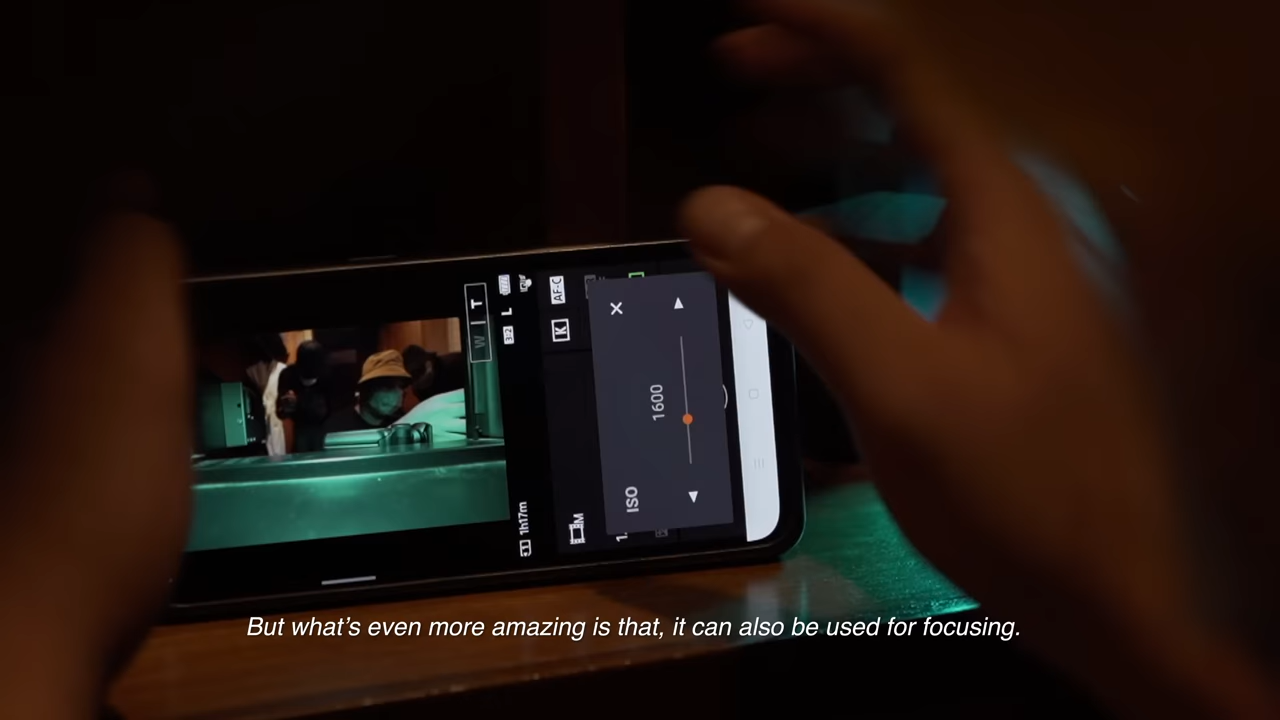 W T
L
3:2
AF-C
K
1600
ISO
1h17m
M
But what's even more amazing is that, it can also be used for focusing.